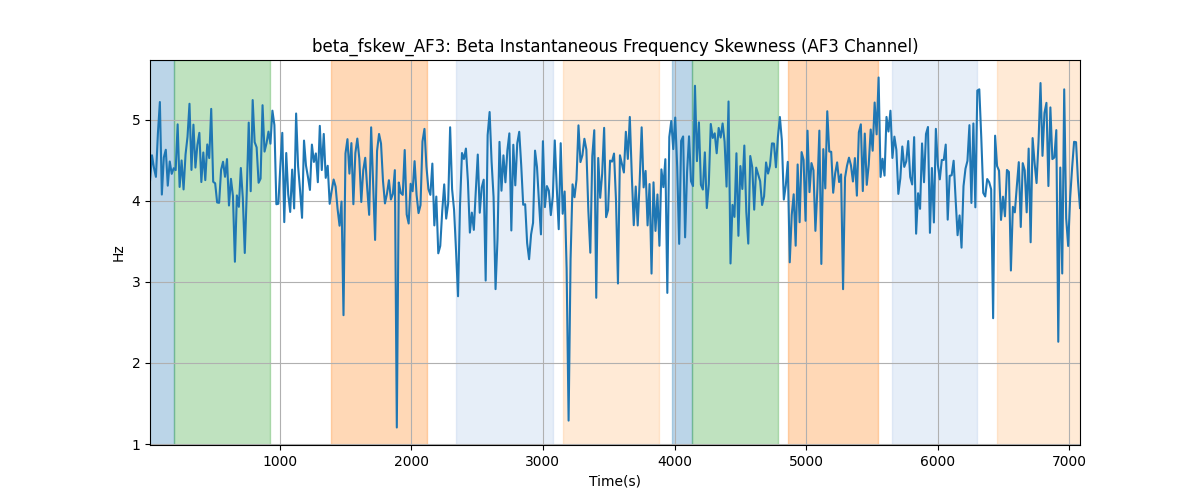 beta_fskew_AF3: Beta Instantaneous Frequency Skewness (AF3 Channel)
Hz
5
4
3
2
1
1000 2000 3000 4000 5000 6000 7000
Time(s)